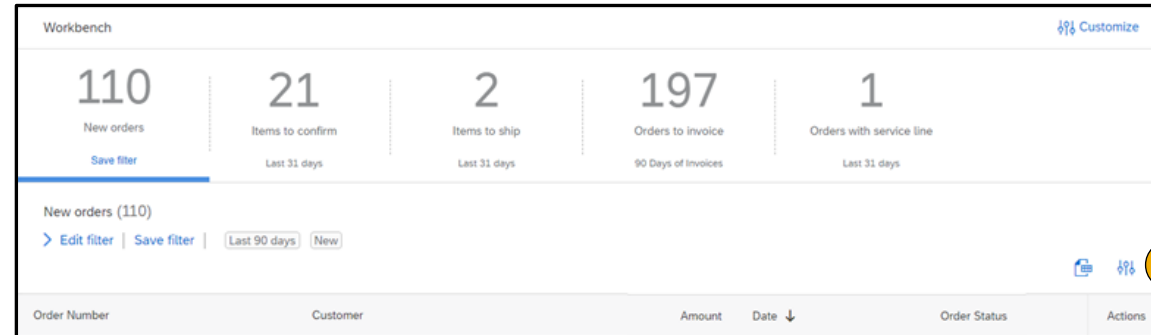 Workbench
Customize
110
21
2
197
1
New orders
Items to confirm
Items to ship
Orders to invoice
Orders with service line
Save filter
Last 31 days
Last 31 days
90 Days of Invoices
Last 31 days
New orders (110)
> Edit filter | Save filter | Last 90 days New
Order Number Customer Amount Date ↓ Order Status Actions